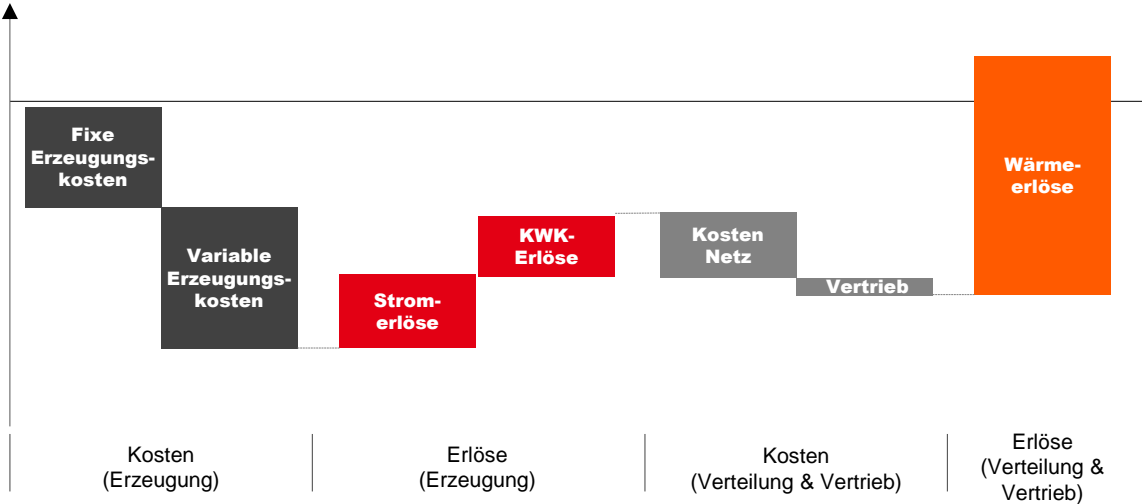 Fixe
Erzeugungs-
kosten
Variable
Erzeugungs-
kosten
Strom-
erlöse
KWK-
Erlöse
Kosten
Netz
Vertrieb
Wärme-
erlöse
Kosten
(Erzeugung)
Erlöse
(Erzeugung)
Kosten
(Verteilung & Vertrieb)
Erlöse
(Verteilung &
Vertrieb)